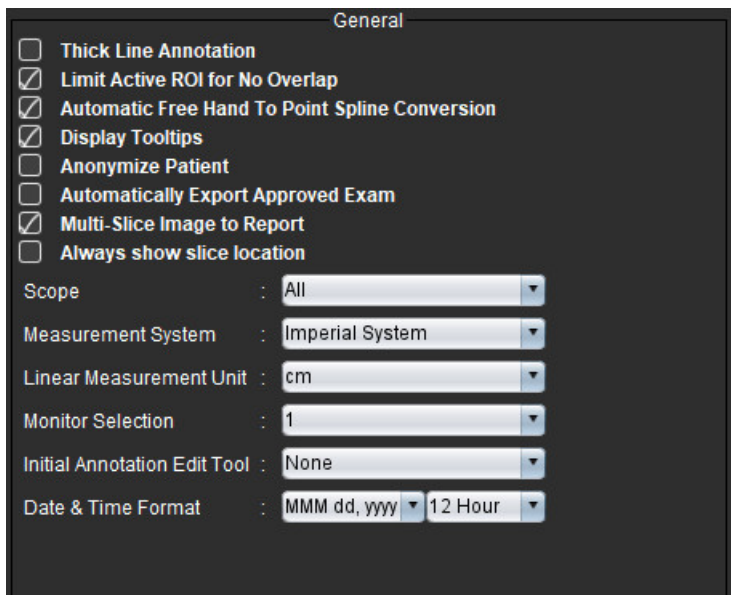 General
Thick Line Annotation
Limit Active ROI for No Overlap
Automatic Free Hand To Point Spline Conversion
Display Tooltips
Anonymize Patient
Automatically Export Approved Exam
Multi-Slice Image to Report
Always show slice location
Scope : All
Measurement System : Imperial System
Linear Measurement Unit : cm
Monitor Selection : 1
Initial Annotation Edit Tool : None
Date & Time Format : MMM dd, yyyy 12 Hour